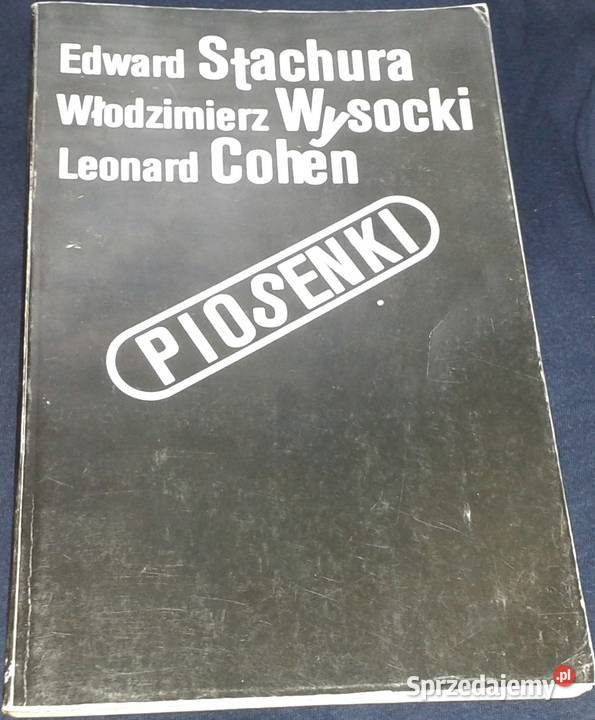 Edward Stachura
Włodzimierz Wysocki
Leonard Cohen
PIOSENKI
Sprzedajemy.pl